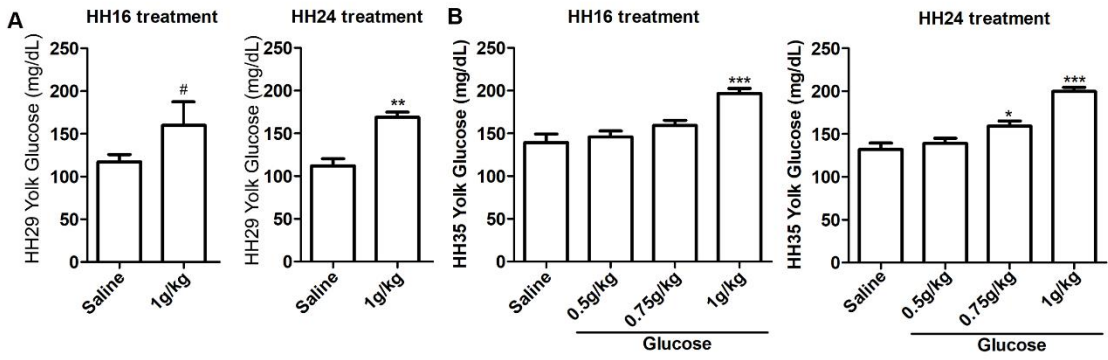 A
HH16 treatment
HH29 Yolk Glucose (mg/dL)
250
200
150
100
50
0
#
Saline
1g/kg
HH24 treatment
HH29 Yolk Glucose (mg/dL)
250
200
150
100
50
0
**
Saline
1g/kg
B
HH16 treatment
HH35 Yolk Glucose (mg/dL)
250
200
150
100
50
0
***
Saline
0.5g/kg
0.75g/kg
1g/kg
Glucose
HH24 treatment
HH35 Yolk Glucose (mg/dL)
250
200
150
100
50
0
*
***
Saline
0.5g/kg
0.75g/kg
1g/kg
Glucose